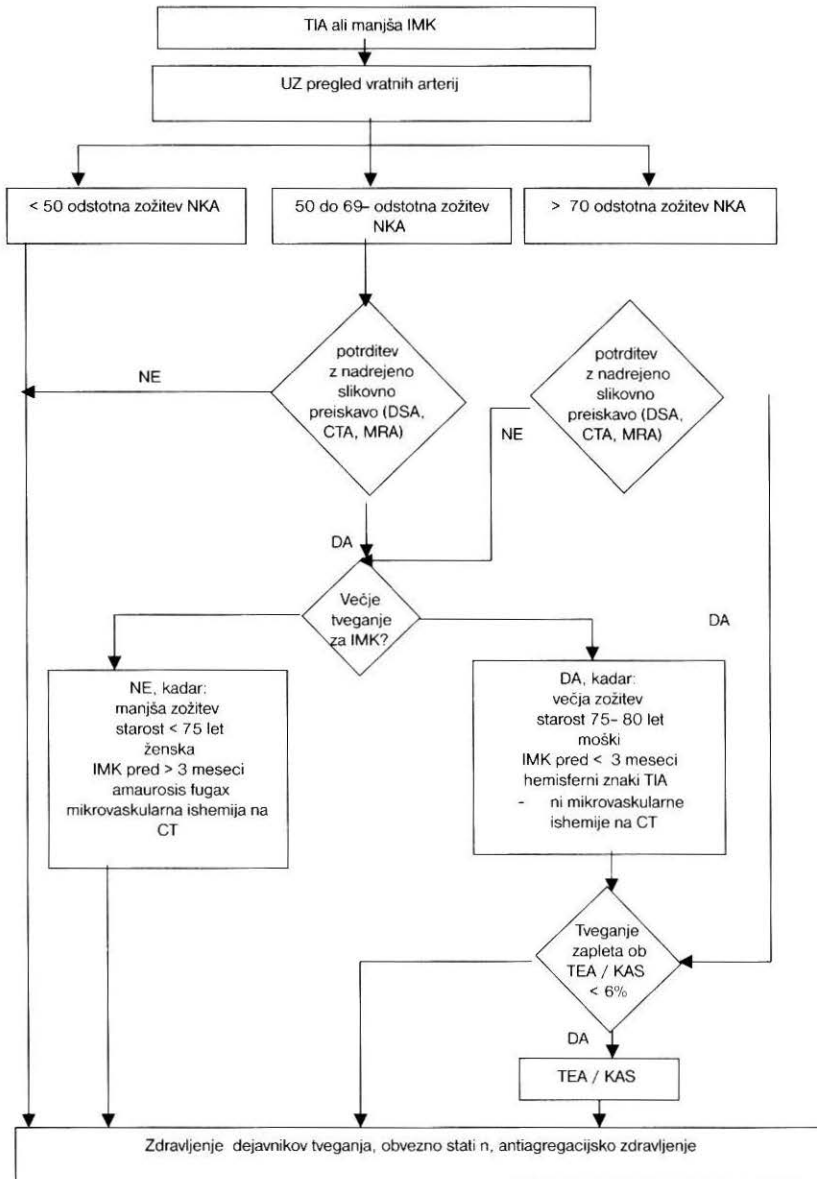 TIA ali manjša IMK
UZ pregled vratnih arterij
< 50 odstotna zožitev NKA
50 do 69– odstotna zožitev
NKA
> 70 odstotna zožitev NKA
potrditev
z nadrejeno
slikovno
preiskavo (DSA,
CTA, MRA)
NE
potrditev
z nadrejeno
slikovno
preiskavo (DSA,
CTA, MRA)
NE
DA
Večje
tveganje
za IMK?
DA
NE, kadar:
manjša zožitev
starost < 75 let
ženska
IMK pred > 3 meseci
amaurosis fugax
mikrovaskularna ishemija na
CT
DA, kadar:
večja zožitev
starost 75– 80 let
moški
IMK pred < 3 meseci
hemisferni znaki TIA
- ni mikrovaskularne
ishemije na CT
Tveganje
zapleta ob
TEA / KAS
< 6%
DA
TEA / KAS
Zdravljenje dejavnikov tveganja, obvezno stati n, antiagregacijsko zdravljenje